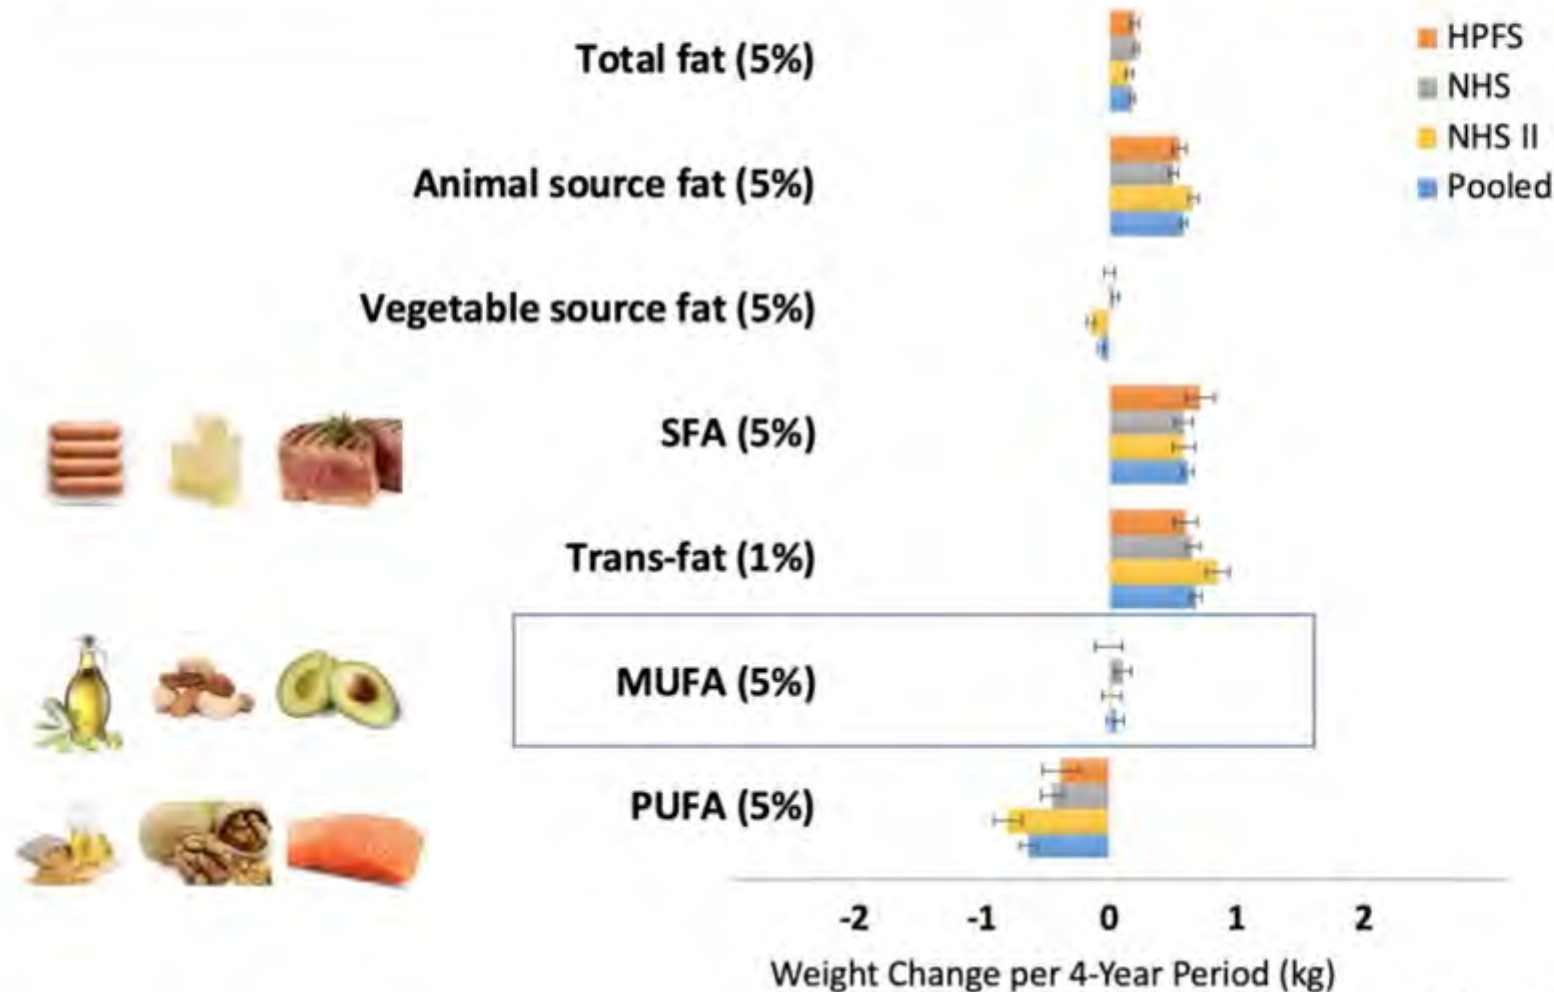 Total fat (5%)
Animal source fat (5%)
Vegetable source fat (5%)
SFA (5%)
Trans-fat (1%)
MUFA (5%)
PUFA (5%)
HPFS
NHS
NHS II
Pooled
-2 -1 0 1 2
Weight Change per 4-Year Period (kg)